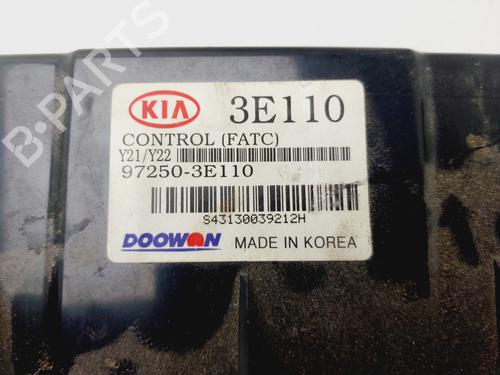 B-PARTS
KIA 3E110
CONTROL (FATC)
Y21/Y22
97250-3E110
S43130039212H
DOOWON MADE IN KOREA